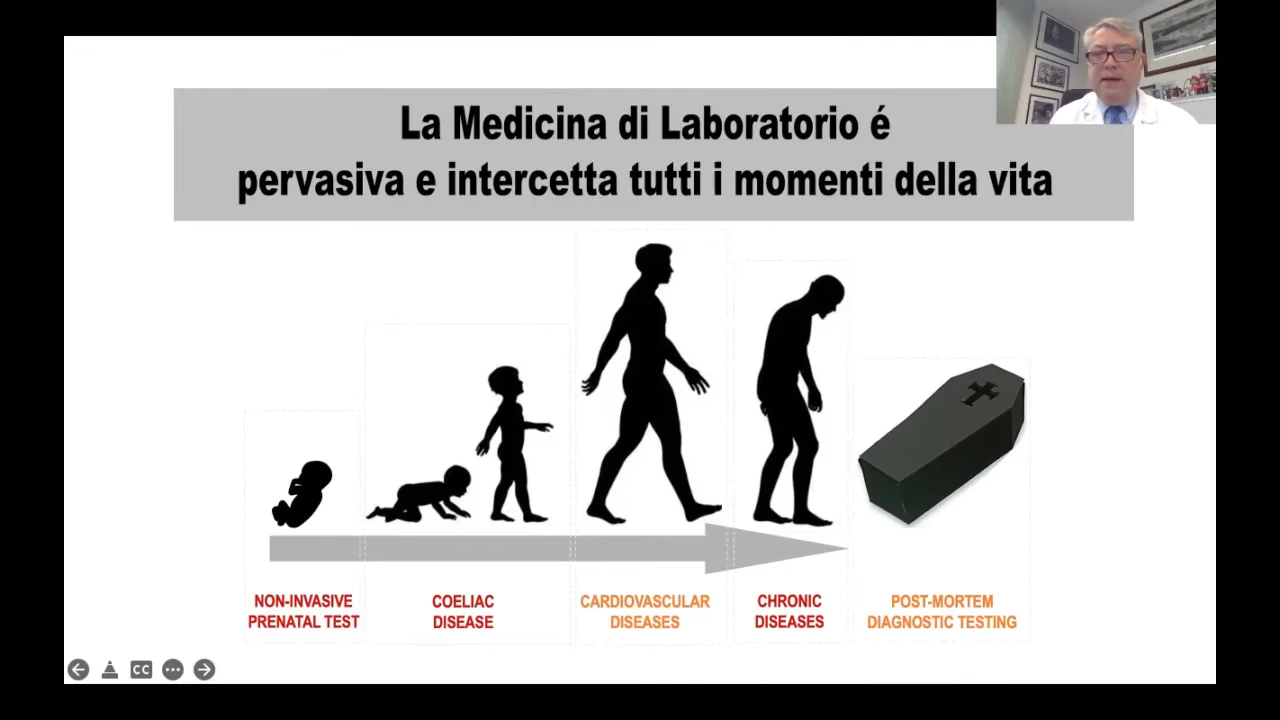 La Medicina di Laboratorio é
pervasiva e intercetta tutti i momenti della vita
NON-INVASIVE
PRENATAL TEST
COELIAC
DISEASE
CARDIOVASCULAR
DISEASES
CHRONIC
DISEASES
POST-MORTEM
DIAGNOSTIC TESTING
CC